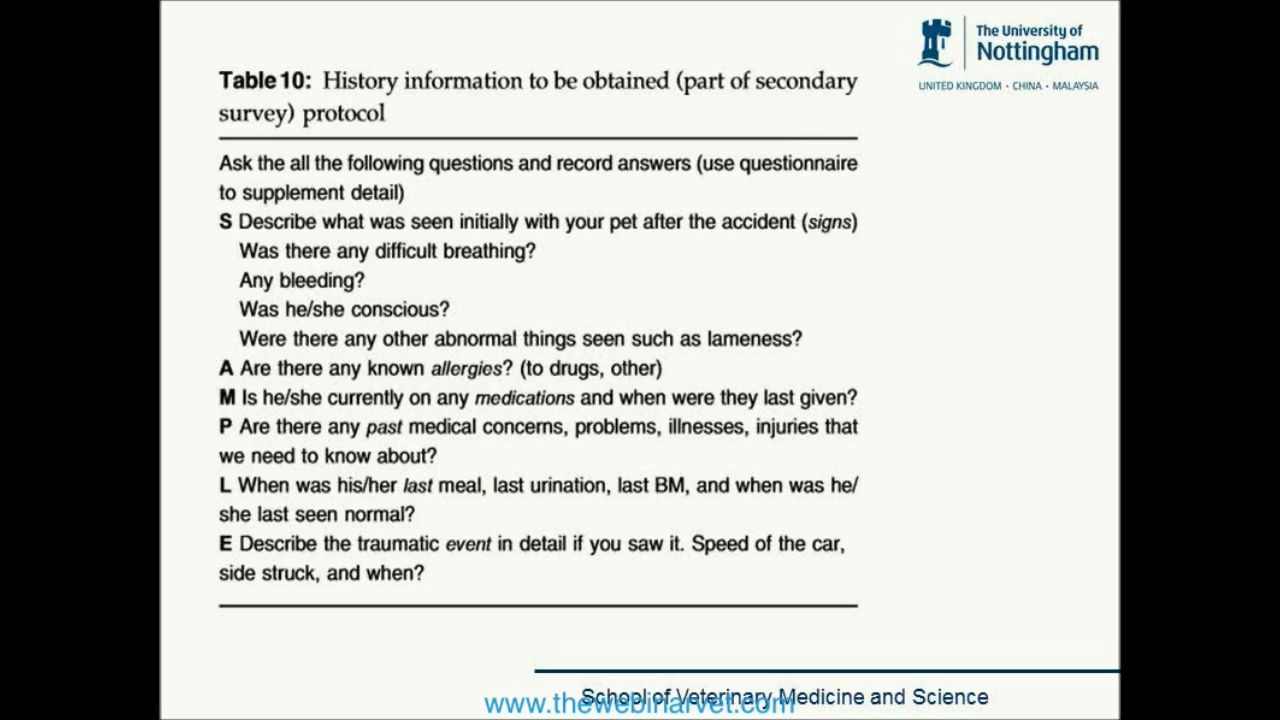 The University of
Nottingham
UNITED KINGDOM · CHINA · MALAYSIA
Table 10: History information to be obtained (part of secondary
survey) protocol
Ask the all the following questions and record answers (use questionnaire
to supplement detail)
S Describe what was seen initially with your pet after the accident (signs)
Was there any difficult breathing?
Any bleeding?
Was he/she conscious?
Were there any other abnormal things seen such as lameness?
A Are there any known allergies? (to drugs, other)
M Is he/she currently on any medications and when were they last given?
P Are there any past medical concerns, problems, illnesses, injuries that
we need to know about?
L When was his/her last meal, last urination, last BM, and when was he/
she last seen normal?
E Describe the traumatic event in detail if you saw it. Speed of the car,
side struck, and when?
School of Veterinary Medicine and Science
www.thewebinarvet.com